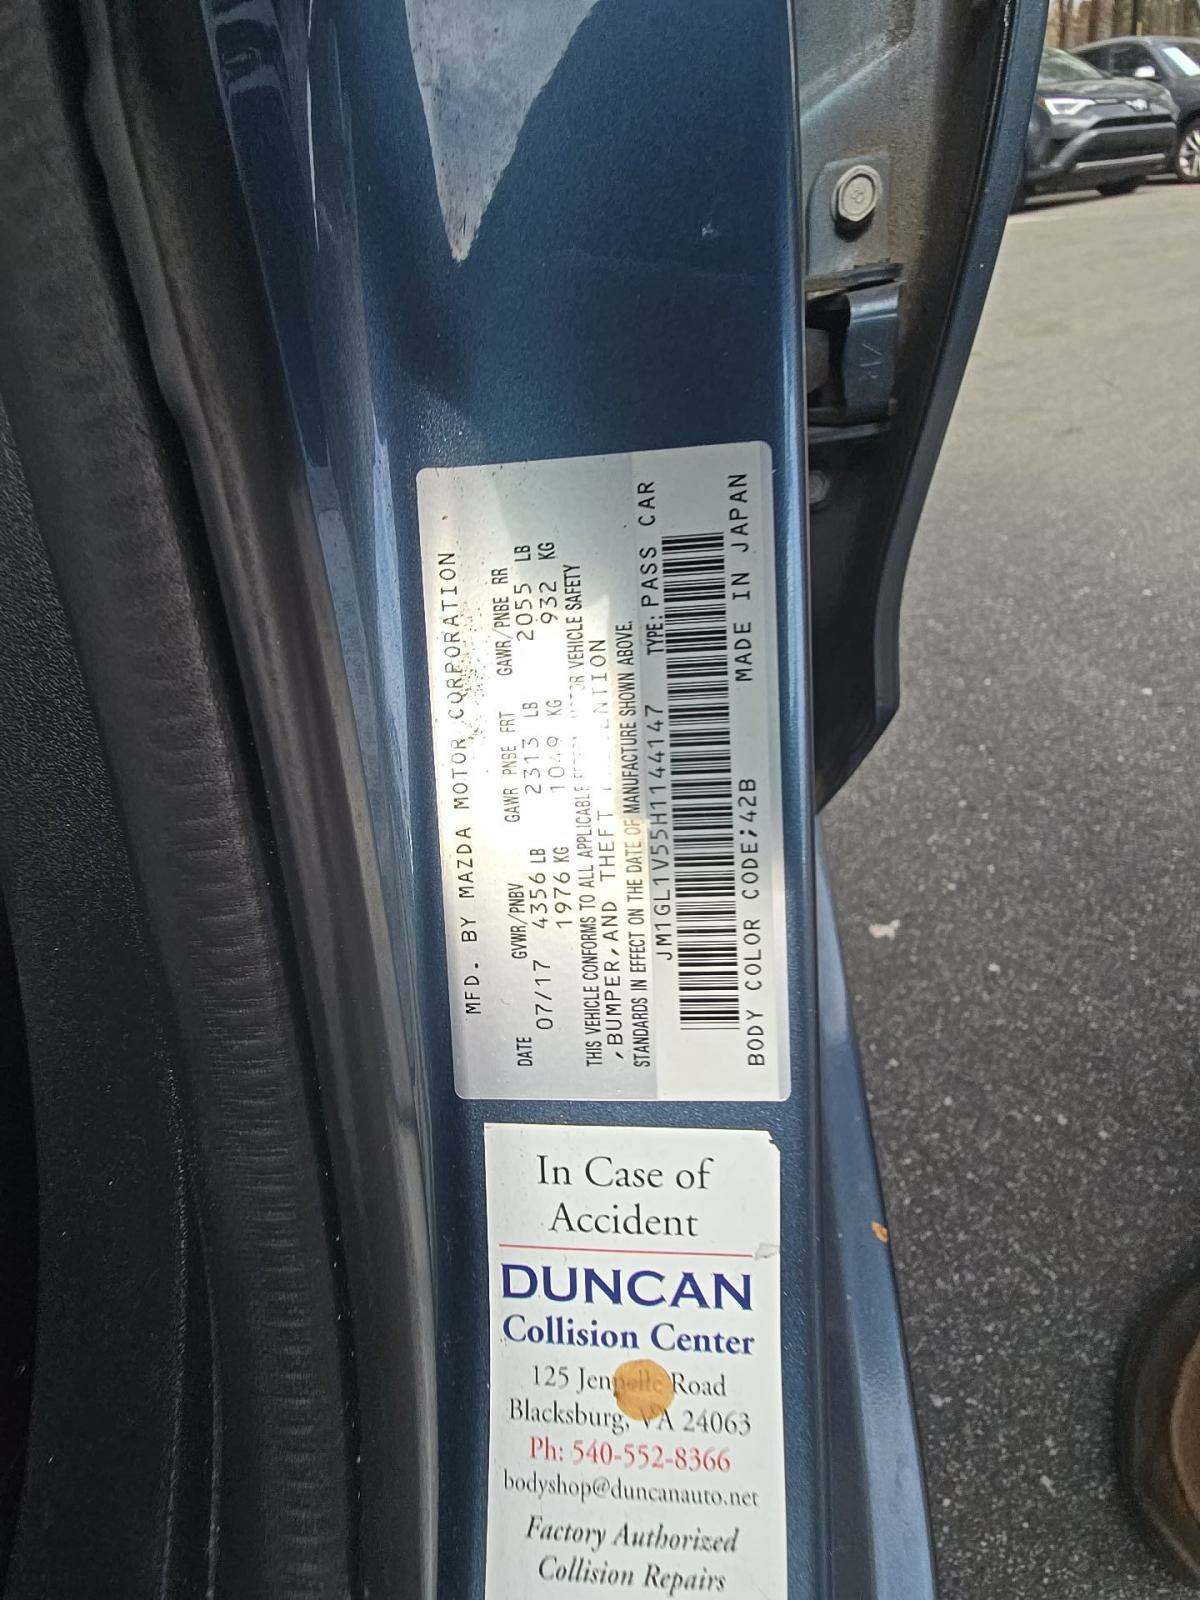 MFD. BY MAZDA MOTOR CORPORATION
DATE GVWR/PNBV GAWR PNBE FRT GAWR/PNBE RR
07/17 4356 LB 2313 LB 2055 LB
1976 KG 1049 KG 932 KG
THIS VEHICLE CONFORMS TO ALL APPLICABLE VEHICLE SAFETY
, BUMPER, AND THEFT
STANDARDS IN EFFECT ON THE DATE OF MANUFACTURE SHOWN ABOVE.
JM1GL1V55H1144147 TYPE: PASS CAR
BODY COLOR CODE;42B MADE IN JAPAN
In Case of
Accident
DUNCAN
Collision Center
125 Road
Blacksburg, VA 24063
Ph: 540-552-8366
bodyshop@duncanauto.net
Factory Authorized
Collision Repairs